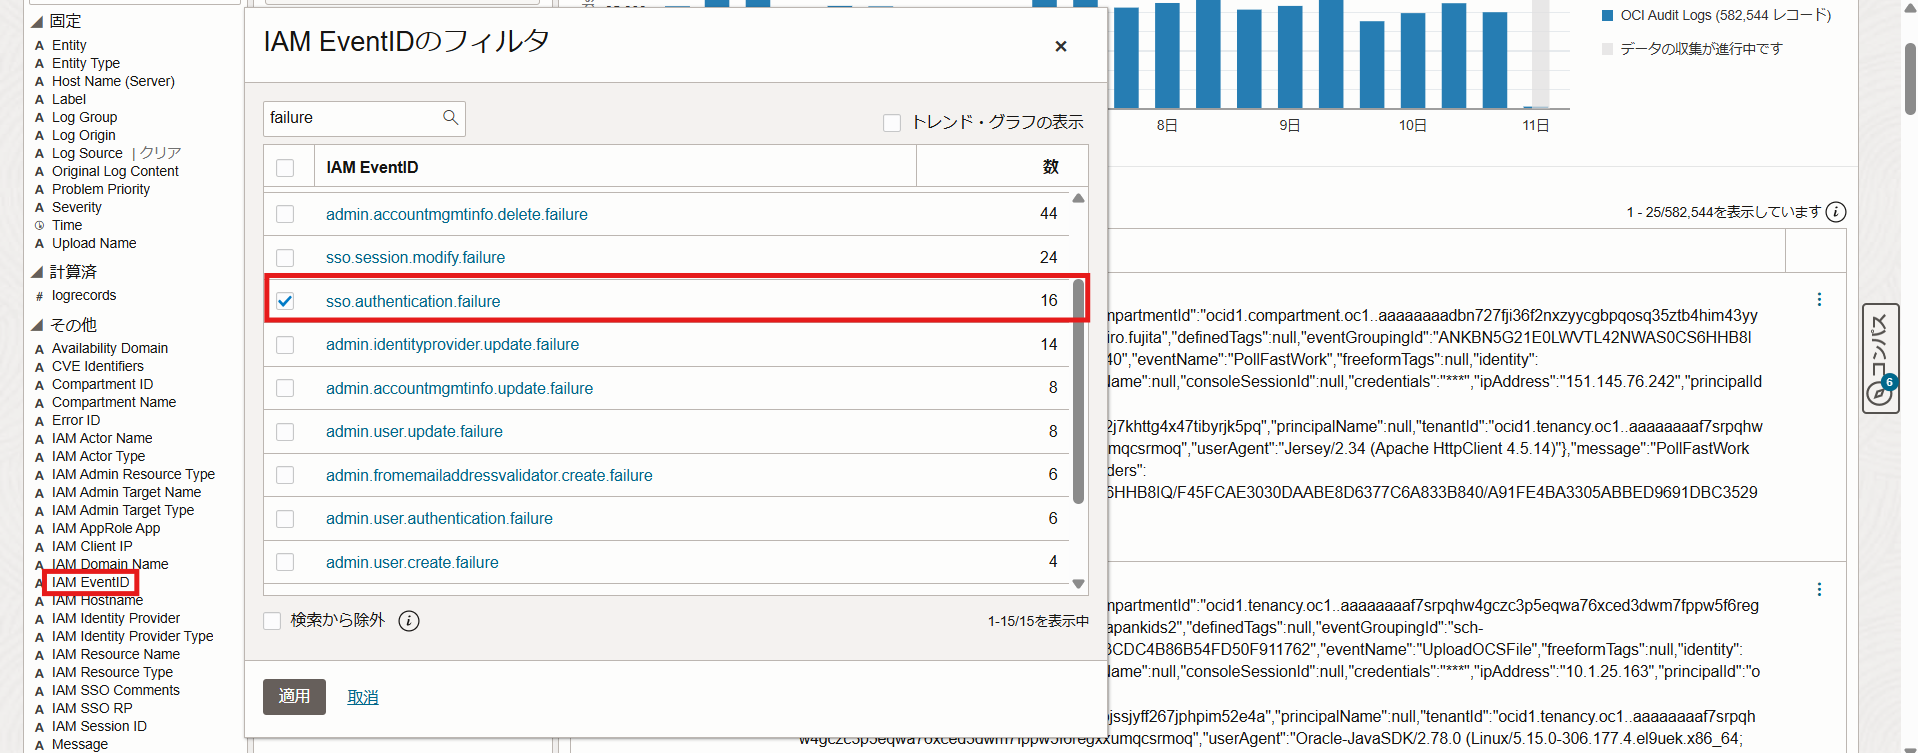 固定
Entity
Entity Type
Host Name (Server)
Label
Log Group
Log Origin
Log Source | クリア
Original Log Content
Problem Priority
Severity
Time
Upload Name
計算済
# logrecords
その他
Availability Domain
CVE Identifiers
Compartment ID
Compartment Name
Error ID
IAM Actor Name
IAM Actor Type
IAM Admin Resource Type
IAM Admin Target Name
IAM Admin Target Type
IAM AppRole App
IAM Client IP
IAM Domain Name
IAM EventID
IAM Hostname
IAM Identity Provider
IAM Identity Provider Type
IAM Resource Name
IAM Resource Type
IAM SSO Comments
IAM SSO RP
IAM Session ID
Message
IAM EventIDのフィルタ
failure
トレンド・グラフの表示
IAM EventID 数
admin.accountmgmtinfo.delete.failure 44
sso.session.modify.failure 24
sso.authentication.failure 16
admin.identityprovider.update.failure 14
admin.accountmgmtinfo.update.failure 8
admin.user.update.failure 8
admin.fromemailaddressvalidator.create.failure 6
admin.user.authentication.failure 6
admin.user.create.failure 4
検索から除外
1-15/15を表示中
適用 取消
8日 9日 10日 11日
OCI Audit Logs (582,544 レコード)
データの収集が進行中です
1 - 25/582,544を表示しています
mpartmentId":"ocid1.compartment.oc1..aaaaaaaadbn727fji36f2nxzyycgbpqosq35ztb4him43yy
iro.fujita","definedTags":null,"eventGroupingId":"ANKBN5G21E0LWVTL42NWAS0CS6HHB8I
40","eventName":"PollFastWork","freeformTags":null,"identity":
Name":null,"consoleSessionId":null,"credentials":"***","ipAddress":"151.145.76.242","principalId
2j7khttg4x47tibyrjk5pq","principalName":null,"tenantId":"ocid1.tenancy.oc1..aaaaaaaaf7srpqhw
mqcsrmoq","userAgent":"Jersey/2.34 (Apache HttpClient 4.5.14)"},"message":"PollFastWork
ders":
6HHB8IQ/F45FCAE3030DAABE8D6377C6A833B840/A91FE4BA3305ABBED9691DBC3529
mpartmentId":"ocid1.tenancy.oc1..aaaaaaaaf7srpqhw4gczc3p5eqwa76xced3dwm7fppw5f6reg
apankids2","definedTags":null,"eventGroupingId":"sch-
3CDC4B86B54FD50F911762","eventName":"UploadOCSFile","freeformTags":null,"identity":
Name":null,"consoleSessionId":null,"credentials":"***","ipAddress":"10.1.25.163","principalId":"o
jssjyff267jphpim52e4a","principalName":null,"tenantId":"ocid1.tenancy.oc1..aaaaaaaaf7srpqh
w4gczc3p5eqwa76xced3dwm7fppw5f6regxxumqcsrmoq","userAgent":"Oracle-JavaSDK/2.78.0 (Linux/5.15.0-306.177.4.el9uek.x86_64;
コンパス
6